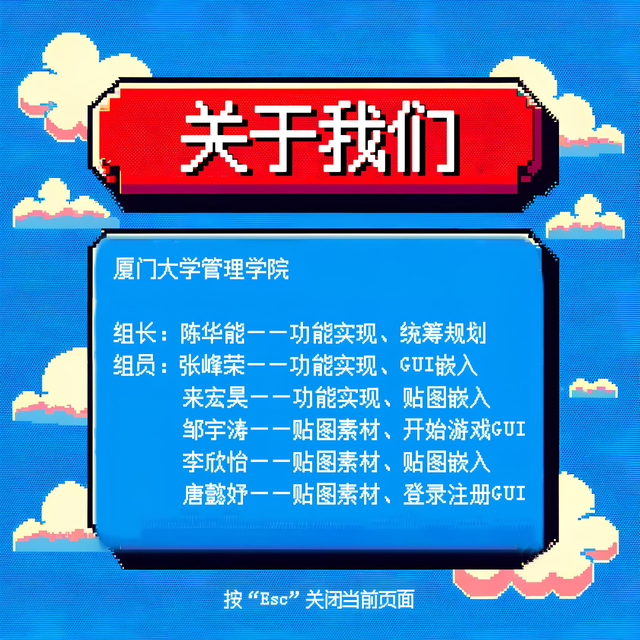 关于我们
厦门大学管理学院
组长：陈华能——功能实现、统筹规划
组员：张峰荣——功能实现、GUI嵌入
来宏昊——功能实现、贴图嵌入
邹宇涛——贴图素材、开始游戏GUI
李欣怡——贴图素材、贴图嵌入
唐懿妤——贴图素材、登录注册GUI
按“Esc”关闭当前页面